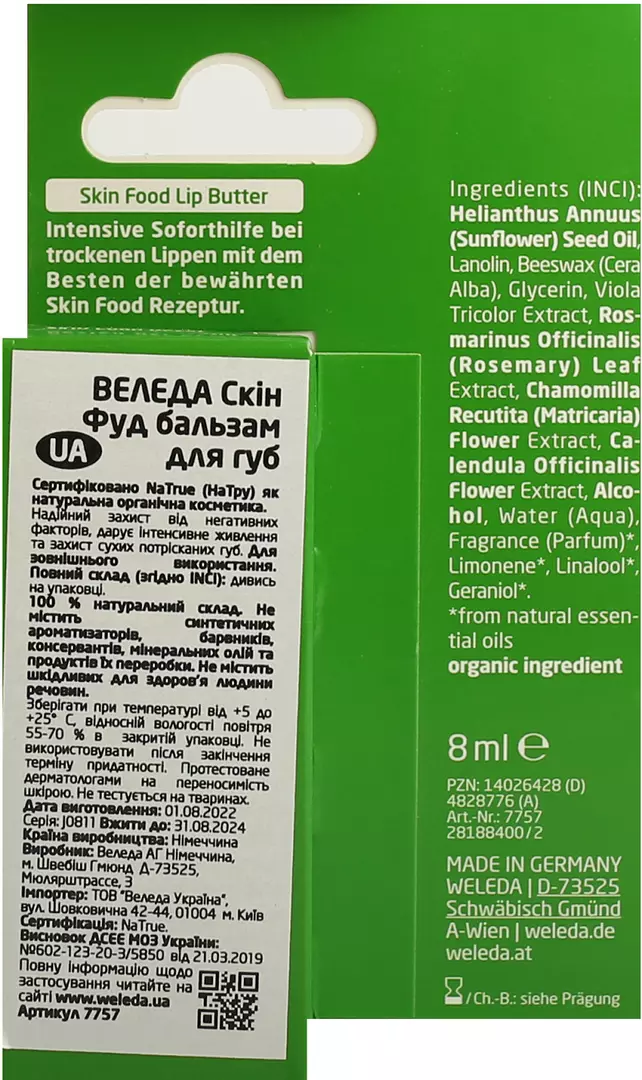 Skin Food Lip Butter
Intensive Soforthilfe bei
trockenen Lippen mit dem
Besten der bewährten
Skin Food Rezeptur.
ВЕЛЕДА Скін
Фуд бальзам
UA
для губ
Сертифіковано NaTrue (НаТру) як
натуральна органічна косметика.
Надійний захист від негативних
факторів, дарує інтенсивне живлення
та захист сухих потрісканих губ. Для
зовнішнього використання.
Повний склад (згідно INCI): дивись
на упаковці.
100 % натуральний склад. Не
містить синтетичних
ароматизаторів, барвників,
консервантів, мінеральних олій та
продуктів їх переробки. Не містить
шкідливих для здоров'я людини
речовин.
Зберігати при температурі від +5 до
+25° С, відносній вологості повітря
55-70 % в закритій упаковці. Не
використовувати після закінчення
терміну придатності. Протестоване
дерматологами на переносимість
шкірою. Не тестується на тваринах.
Дата виготовлення: 01.08.2022
Серія: J0811 Вжити до: 31.08.2024
Країна виробництва: Німеччина
Виробник: Веледа АГ Німеччина,
м. Швебіш Гмюнд Д-73525,
Мюлярштрассе, 3
Імпортер: ТОВ "Веледа Україна",
вул. Шовковична 42-44, 01004 м. Київ
Сертифікація: NaTrue.
Висновок ДСЕЕ МОЗ України:
№602-123-20-3/5850 від 21.03.2019
Повну інформацію щодо
застосування читайте на
сайті www.weleda.ua
Артикул 7757
Ingredients (INCI):
Helianthus Annuus
(Sunflower) Seed Oil,
Lanolin, Beeswax (Cera
Alba), Glycerin, Viola
Tricolor Extract, Ros-
marinus Officinalis
(Rosemary) Leaf
Extract, Chamomilla
Recutita (Matricaria)
Flower Extract, Ca-
lendula Officinalis
Flower Extract, Alco-
hol, Water (Aqua),
Fragrance (Parfum)*,
Limonene*, Linalool*,
Geraniol*.
*from natural essen-
tial oils
organic ingredient
8 ml ℮
PZN: 14026428 (D)
4828776 (A)
Art.-Nr.: 7757
28188400/2
MADE IN GERMANY
WELEDA | D-73525
Schwäbisch Gmünd
A-Wien | weleda.de
weleda.at
/Ch.-B.: siehe Prägung